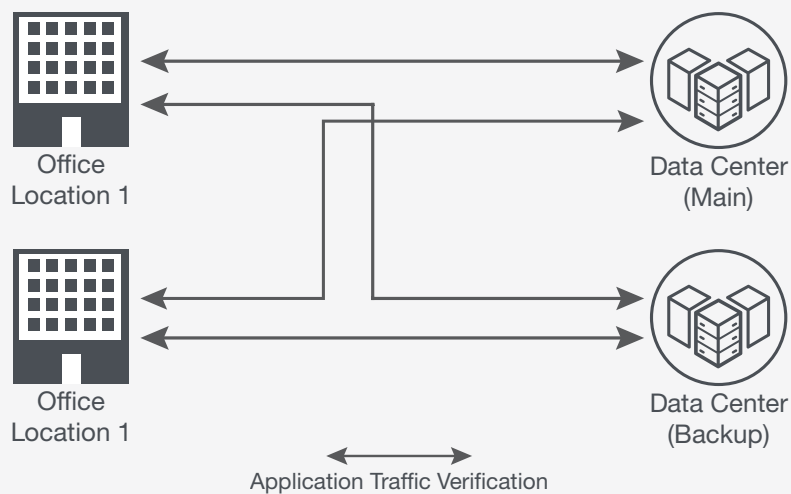 Office
Location 1
Data Center
(Main)
Office
Location 1
Data Center
(Backup)
Application Traffic Verification